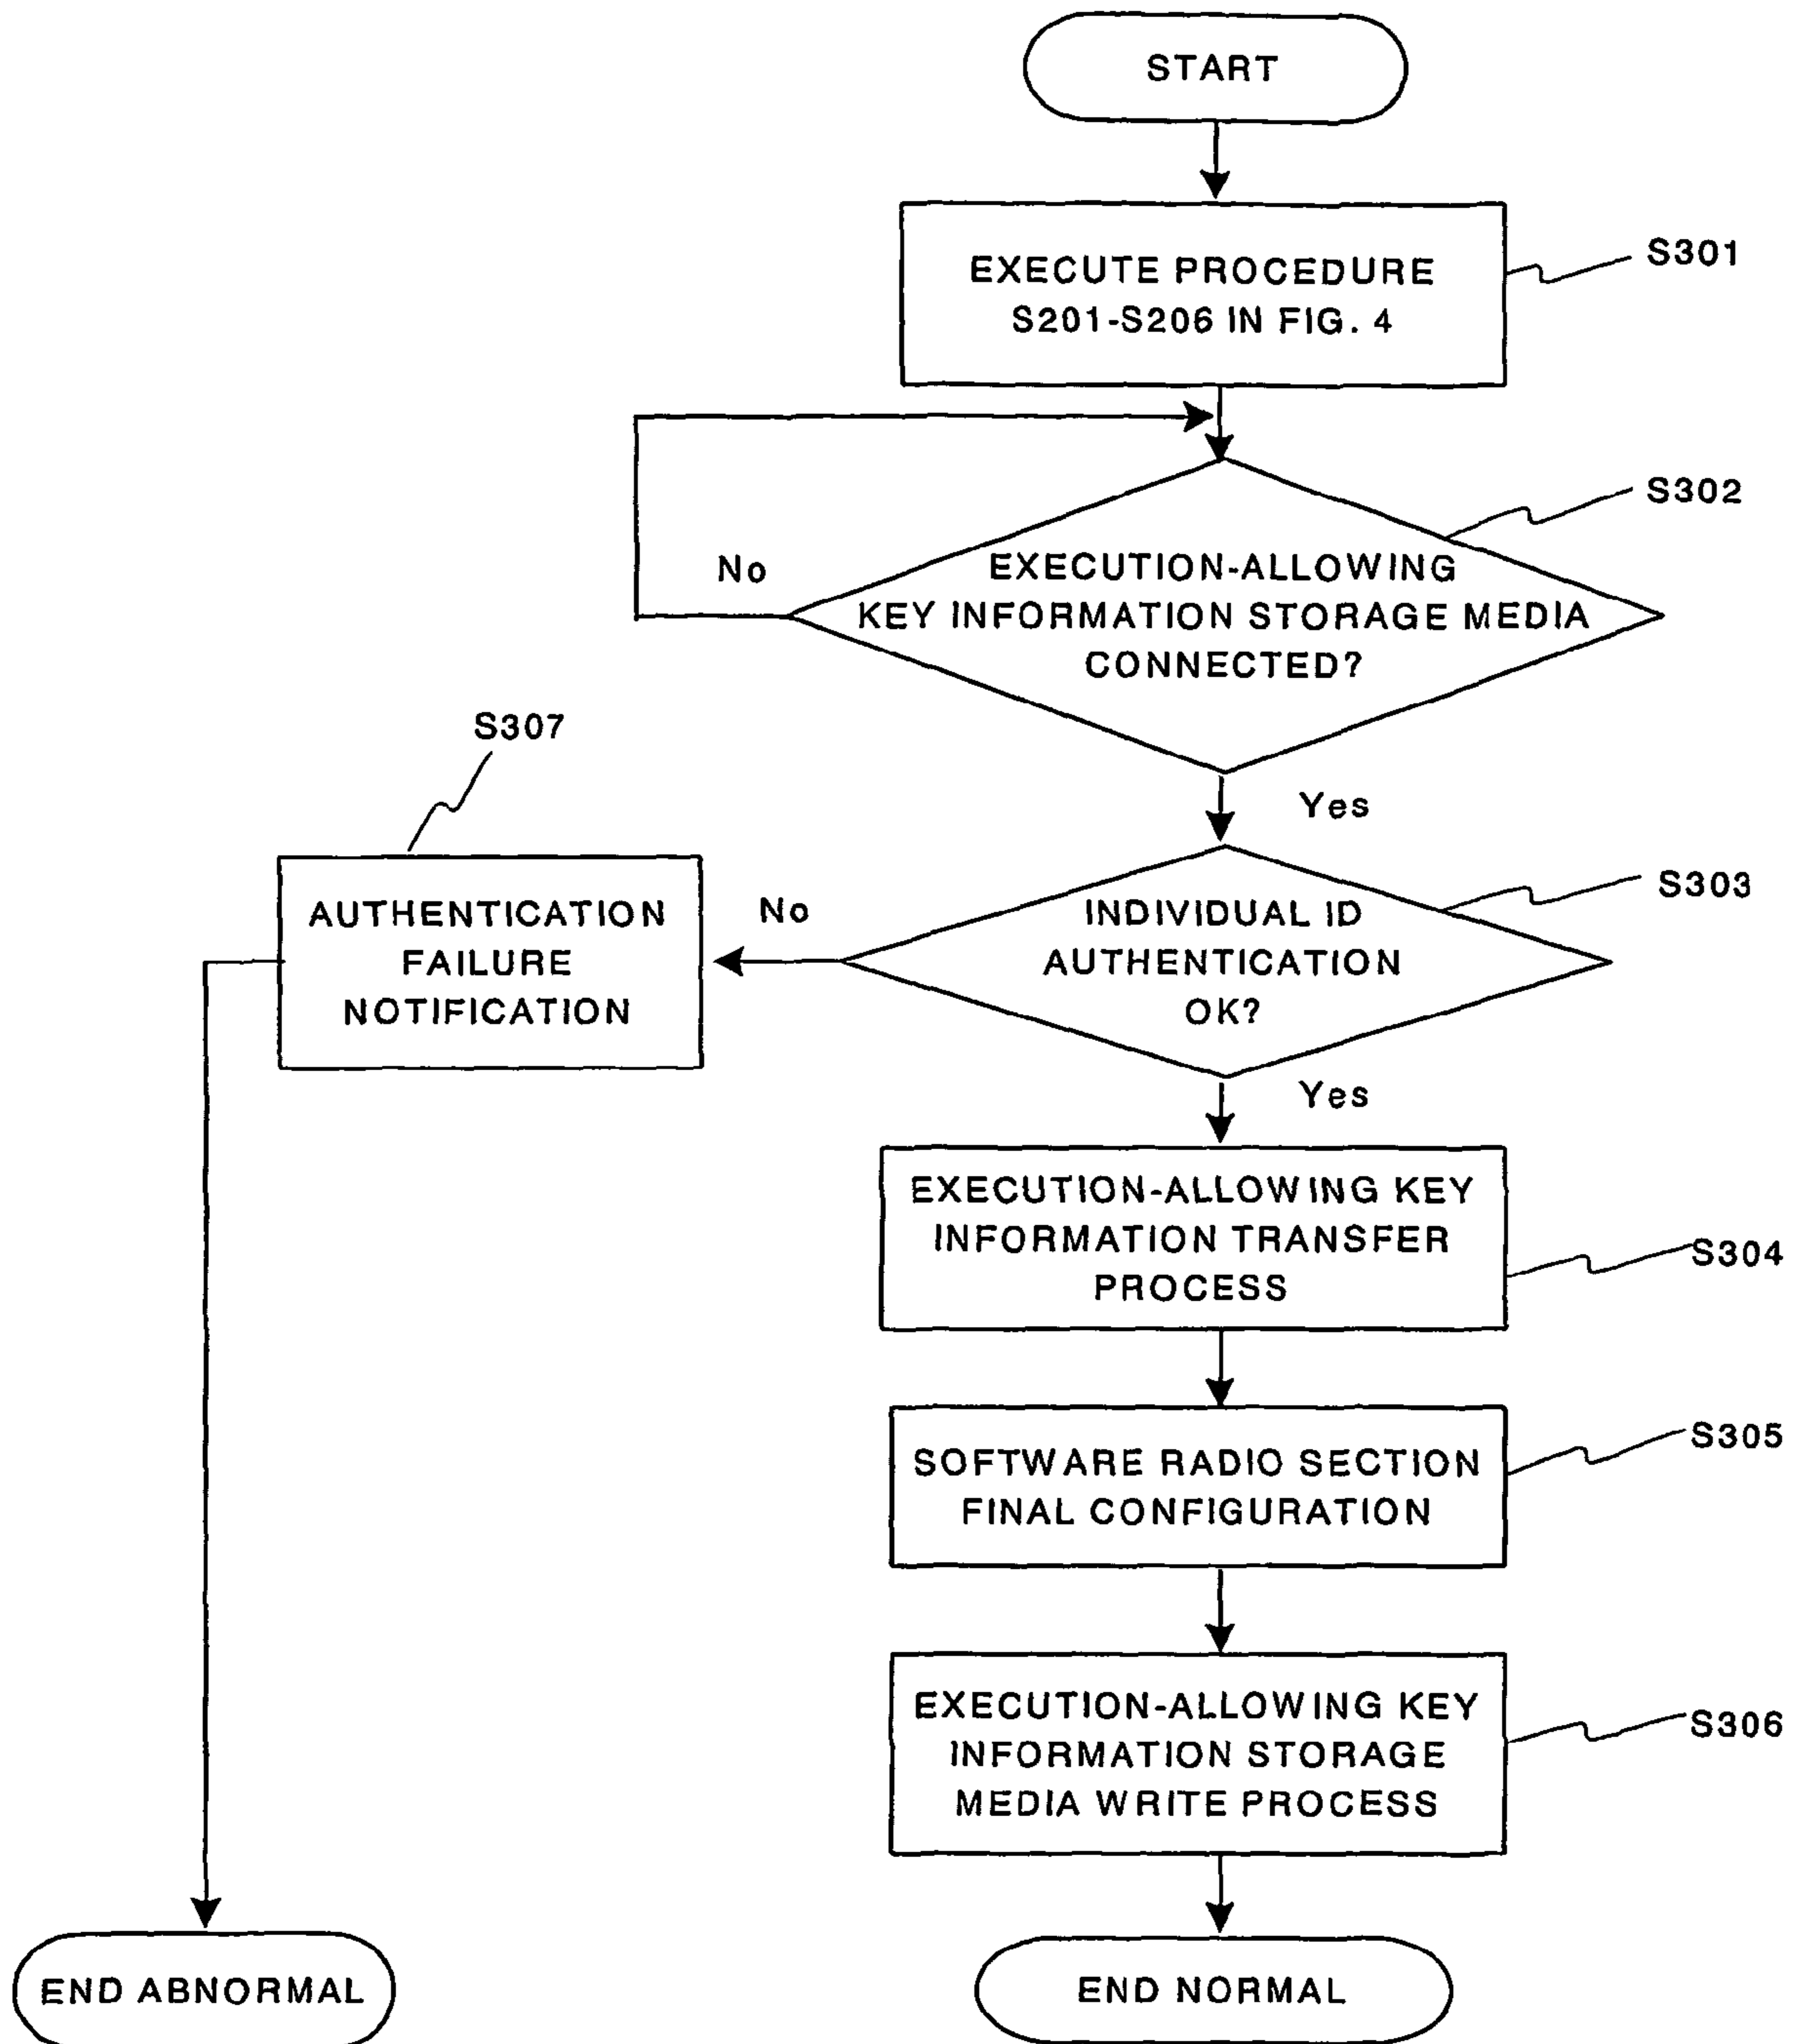 START
EXECUTE PROCEDURE
S201-S206 IN FIG. 4
S301
EXECUTION-ALLOWING
KEY INFORMATION STORAGE MEDIA
CONNECTED?
S302
No
Yes
S307
AUTHENTICATION
FAILURE
NOTIFICATION
No
INDIVIDUAL ID
AUTHENTICATION
OK?
S303
Yes
EXECUTION-ALLOWING KEY
INFORMATION TRANSFER
PROCESS
S304
SOFTWARE RADIO SECTION
FINAL CONFIGURATION
S305
EXECUTION-ALLOWING KEY
INFORMATION STORAGE
MEDIA WRITE PROCESS
S306
END ABNORMAL
END NORMAL